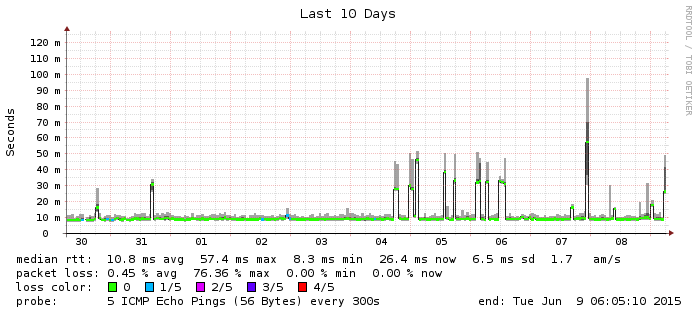 Last 10 Days
RRDTOOL / TOBI OETIKER
Seconds
120 m
110 m
100 m
90 m
80 m
70 m
60 m
50 m
40 m
30 m
20 m
10 m
0
30 31 01 02 03 04 05 06 07 08
median rtt: 10.8 ms avg 57.4 ms max 8.3 ms min 26.4 ms now 6.5 ms sd 1.7 am/s
packet loss: 0.45 % avg 76.36 % max 0.00 % min 0.00 % now
loss color: 0 1/5 2/5 3/5 4/5
probe: 5 ICMP Echo Pings (56 Bytes) every 300s end: Tue Jun 9 06:05:10 2015